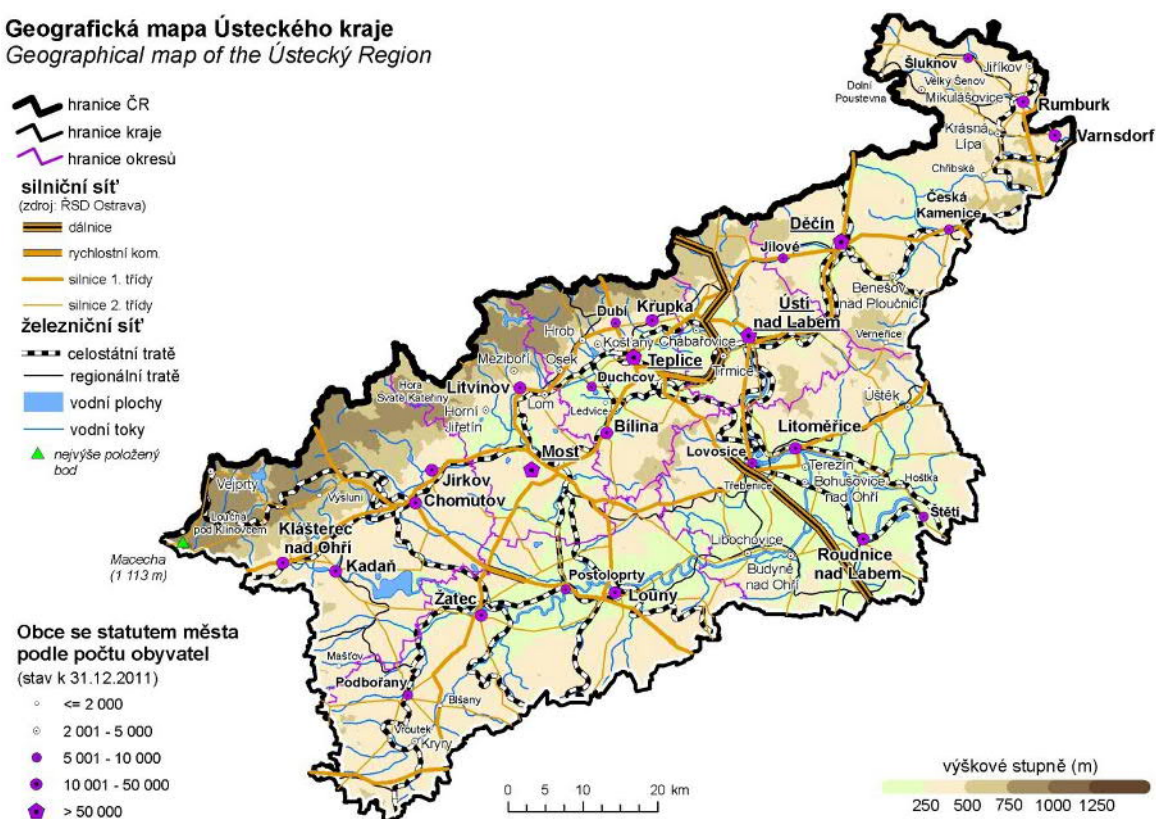 Geografická mapa Ústeckého kraje
Geographical map of the Ústecký Region
hranice ČR
hranice kraje
hranice okresů
silniční síť
(zdroj: ŘSD Ostrava)
dálnice
rychlostní kom.
silnice 1. třídy
silnice 2. třídy
železniční síť
celostátní tratě
regionální tratě
vodní plochy
vodní toky
nejvýše položený
bod
Šluknov
Jiříkov
Velký Šenov
Dolní
Poustevna
Mikulášovice
Rumburk
Krásná
Lípa
Varnsdorf
Chřibská
Česká
Kamenice
Děčín
Jílové
Benešov
nad Ploučnicí
Dubí
Krupka
Ústí
nad Labem
Verneřice
Hrob
Košťany
Chabařovice
Meziboří
Osek
Teplice
Trmice
Hora
Svaté Kateřiny
Litvínov
Duchcov
Lom
Ledvice
Úštěk
Horní
Jiřetín
Bílina
Litoměřice
Most
Lovosice
Terezín
Vejprty
Jirkov
Třebenice
Bohušovice
nad Ohří
Hoštka
Výsluní
Chomutov
Loučná
pod Klínovcem
Štětí
Klášterec
nad Ohří
Macecha
(1 113 m)
Kadaň
Libochovice
Budyně
nad Ohří
Roudnice
nad Labem
Postoloprty
Žatec
Louny
Mašťov
Podbořany
Blšany
Vroutek
Kryry
Obce se statutem města
podle počtu obyvatel
(stav k 31.12.2011)
<= 2 000
2 001 - 5 000
5 001 - 10 000
10 001 - 50 000
> 50 000
0 5 10 20 km
výškové stupně (m)
250 500 750 1000 1250